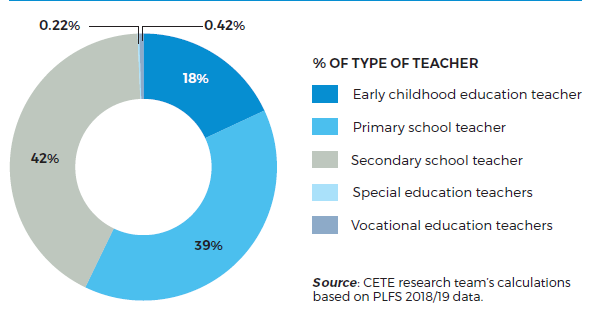 0.22%
0.42%
18%
42%
39%
% OF TYPE OF TEACHER
Early childhood education teacher
Primary school teacher
Secondary school teacher
Special education teachers
Vocational education teachers
Source: CETE research team's calculations
based on PLFS 2018/19 data.